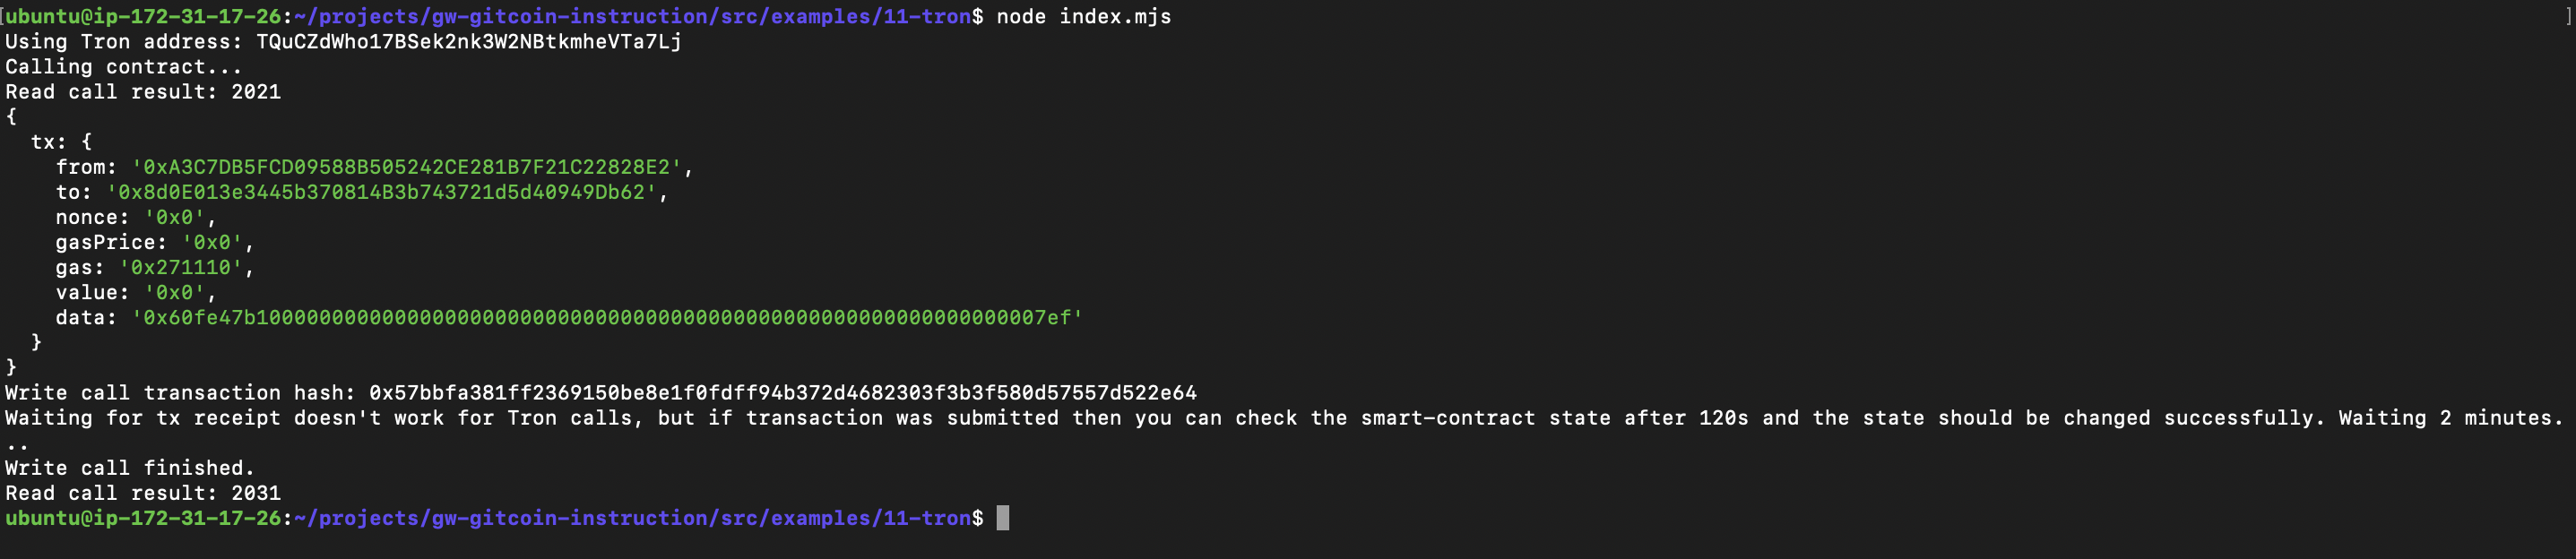 [ubuntu@ip-172-31-17-26:~/projects/gw-gitcoin-instruction/src/examples/11-tron$ node index.mjs ]
Using Tron address: TQuCZdWho17BSek2nk3W2NBtkmheVTa7Lj
Calling contract...
Read call result: 2021
{
  tx: {
    from: '0xA3C7DB5FCD09588B505242CE281B7F21C22828E2',
    to: '0x8d0E013e3445b370814B3b743721d5d40949Db62',
    nonce: '0x0',
    gasPrice: '0x0',
    gas: '0x271110',
    value: '0x0',
    data: '0x60fe47b100000000000000000000000000000000000000000000000000000000000007ef'
  }
}
Write call transaction hash: 0x57bbfa381ff2369150be8e1f0fdff94b372d4682303f3b3f580d57557d522e64
Waiting for tx receipt doesn't work for Tron calls, but if transaction was submitted then you can check the smart-contract state after 120s and the state should be changed successfully. Waiting 2 minutes.
..
Write call finished.
Read call result: 2031
ubuntu@ip-172-31-17-26:~/projects/gw-gitcoin-instruction/src/examples/11-tron$